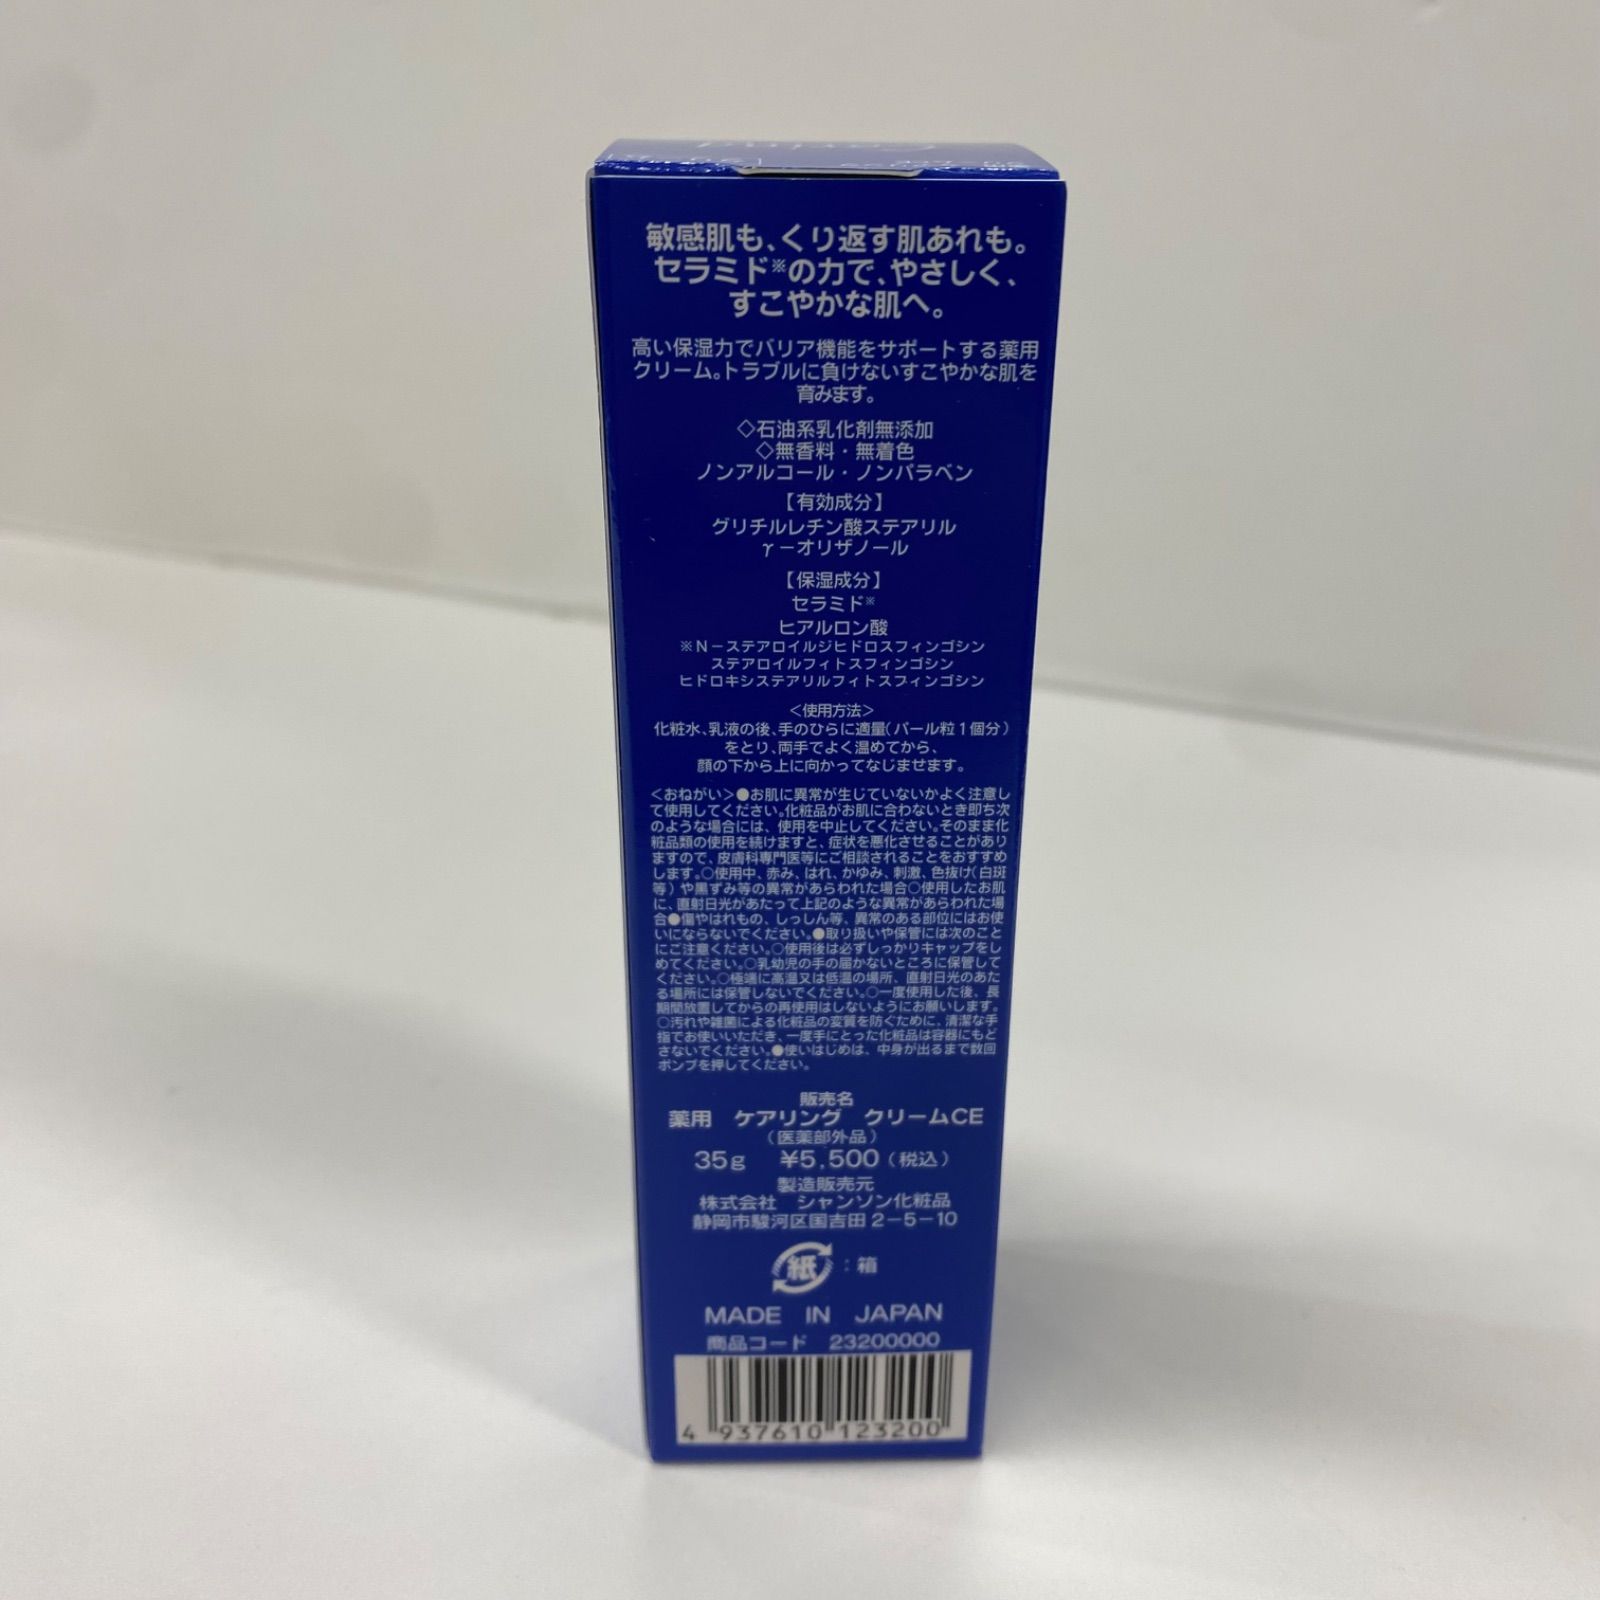 敏感肌も、くり返す肌あれも。
セラミド※の力で、やさしく、
すこやかな肌へ。
高い保湿力でバリア機能をサポートする薬用
クリーム。トラブルに負けないすこやかな肌を
育みます。
◇石油系乳化剤無添加
◇無香料・無着色
ノンアルコール・ノンパラベン
【有効成分】
グリチルレチン酸ステアリル
γ－オリザノール
【保湿成分】
セラミド※
ヒアルロン酸
※N－ステアロイルジヒドロスフィンゴシン
ステアロイルフィトスフィンゴシン
ヒドロキシステアリルフィトスフィンゴシン
＜使用方法＞
化粧水、乳液の後、手のひらに適量（パール粒1個分）
をとり、両手でよく温めてから、
顔の下から上に向かってなじませます。
＜おねがい＞●お肌に異常が生じていないかよく注意し
て使用してください。化粧品がお肌に合わないとき即ち次
のような場合には、使用を中止してください。そのまま化
粧品類の使用を続けますと、症状を悪化させることがあり
ますので、皮膚科専門医等にご相談されることをおすすめ
します。○使用中、赤み、はれ、かゆみ、刺激、色抜け（白斑
等）や黒ずみ等の異常があらわれた場合○使用したお肌
に、直射日光があたって上記のような異常があらわれた場
合●傷やはれもの、しっしん等、異常のある部位にはお使
いにならないでください。●取り扱いや保管には次のこと
にご注意ください。○使用後は必ずしっかりキャップをし
めてください。○乳幼児の手の届かないところに保管して
ください。○極端に高温又は低温の場所、直射日光のあた
る場所には保管しないでください。○一度使用した後、長
期間放置してからの再使用はしないようにお願いします。
○汚れや雑菌による化粧品の変質を防ぐために、清潔な手
指でお使いいただき、一度手にとった化粧品は容器にもど
さないでください。●使いはじめは、中身が出るまで数回
ポンプを押してください。
販売名
薬用 ケアリング クリームCE
（医薬部外品）
35g ¥5,500（税込）
製造販売元
株式会社 シャンソン化粧品
静岡市駿河区国吉田2－5－10
紙：箱
MADE IN JAPAN
商品コード 23200000
4 937610 123200